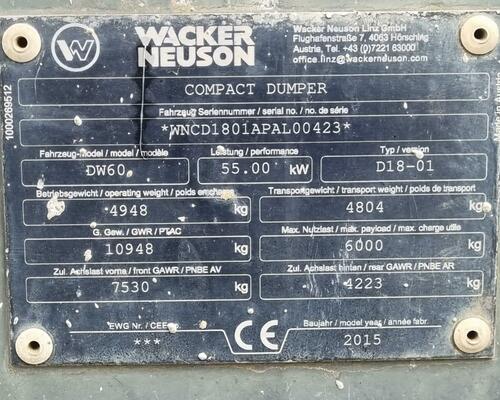 WACKER NEUSON
Wacker Neuson Linz GmbH
Flughafenstraße 7, 4063 Hörsching
Austria, Tel. +43 (0)7221 63000
office.linz@wackerneuson.com
1000269512
COMPACT DUMPER
Fahrzeug Seriennummer / serial no. / no. de série
*WNCD1801APAL00423*
Fahrzeug-Model / model / modèle Leistung / performance Typ / version
DW60 55.00 kW D18-01
Betriebsgewicht / operating weight / poids Transportgewicht / transport weight / poids de transport
4948 kg 4804 kg
G. Gew. / GWR / PTAC Max. Nutzlast / max. payload / max. charge utile
10948 kg 6000 kg
Zul. Achslast vorne / front GAWR / PNBE AV Zul. Achslast hinten / rear GAWR / PNBE AR
7530 kg 4223 kg
EWG Nr. / CEE Baujahr / model year / année fabr.
*** CE 2015